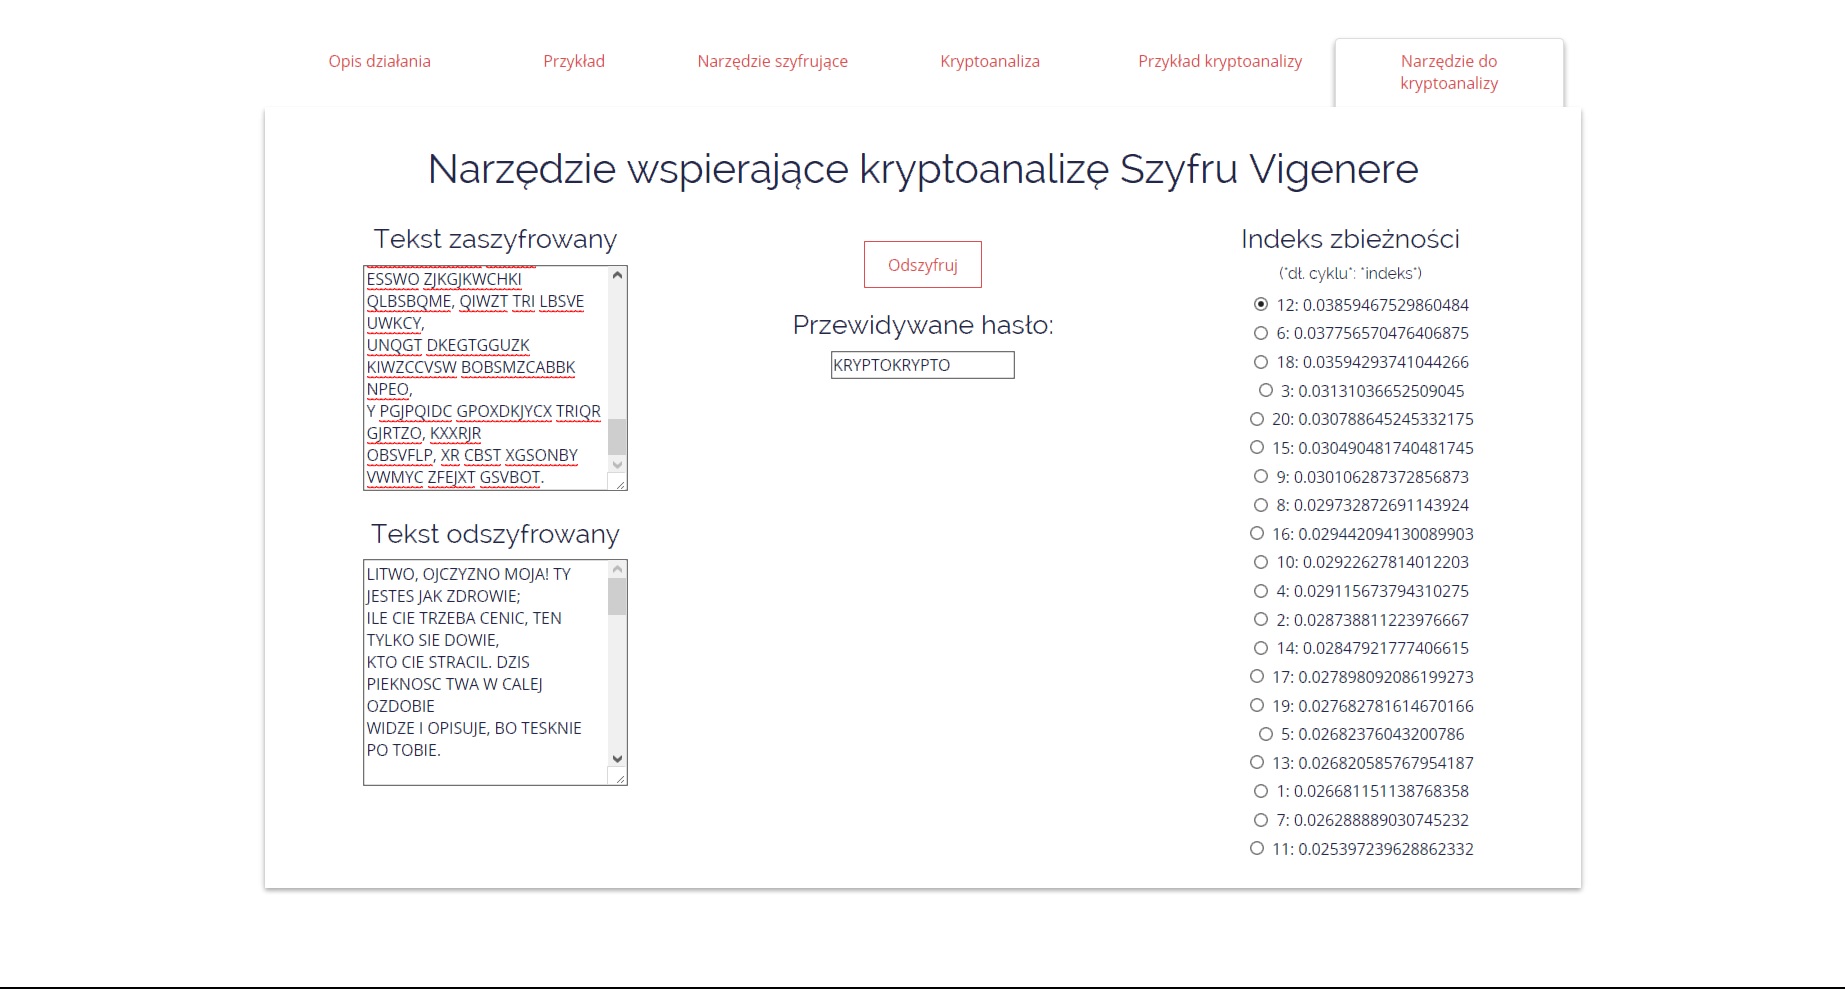 Opis działania
Przykład
Narzędzie szyfrujące
Kryptoanaliza
Przykład kryptoanalizy
Narzędzie do
kryptoanalizy
Narzędzie wspierające kryptoanalizę Szyfru Vigenere
Tekst zaszyfrowany
ESSWO ZJKGJKWCHKI
QLBSBQME, QIWZT TRI LBSVE
UWKCY,
UNQGT DKEGTGGUZK
KIWZCCVSW BOBSMZCABBK
NPEO,
Y PGJPQIDC GPOXDKJYCX TRIQR
GJRTZO, KXXRJR
OBSVFLP, XR CBST XGSONBY
VWMYC ZFEJXT GSVBOT.
Tekst odszyfrowany
LITWO, OJCZYZNO MOJA! TY
JESTES JAK ZDROWIE;
ILE CIE TRZEBA CENIC, TEN
TYLKO SIE DOWIE,
KTO CIE STRACIL. DZIS
PIEKNOSC TWA W CALEJ
OZDOBIE
WIDZE I OPISUJE, BO TESKNIE
PO TOBIE.
Odszyfruj
Przewidywane hasło:
KRYPTOKRYPTO
Indeks zbieżności
("dł. cyklu": "indeks")
12: 0.03859467529860484
6: 0.037756570476406875
18: 0.03594293741044266
3: 0.03131036652509045
20: 0.030788645245332175
15: 0.030490481740481745
9: 0.030106287372856873
8: 0.029732872691143924
16: 0.029442094130089903
10: 0.02922627814012203
4: 0.029115673794310275
2: 0.028738811223976667
14: 0.02847921777406615
17: 0.027898092086199273
19: 0.027682781614670166
5: 0.02682376043200786
13: 0.026820585767954187
1: 0.026681151138768358
7: 0.026288889030745232
11: 0.025397239628862332